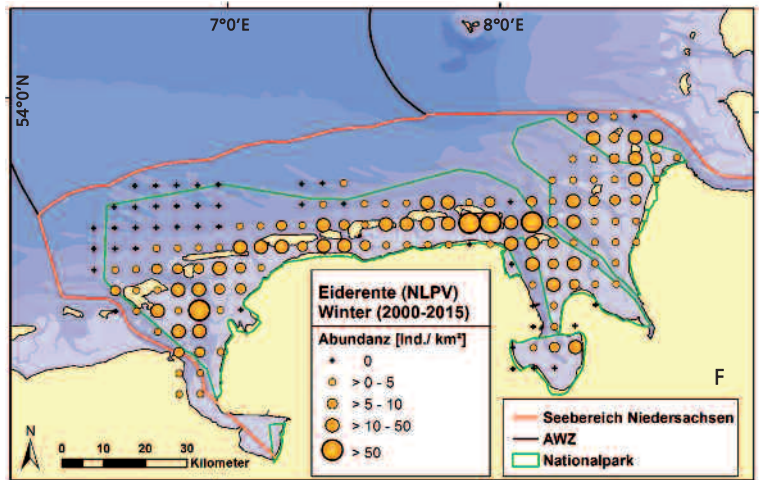 7°0'E
8°0'E
54°0'N
Eiderente (NLPV)
Winter (2000-2015)
Abundanz [Ind./ km²]
0
> 0 - 5
> 5 - 10
> 10 - 50
> 50
F
Seebereich Niedersachsen
AWZ
Nationalpark
N
0 10 20 30
Kilometer